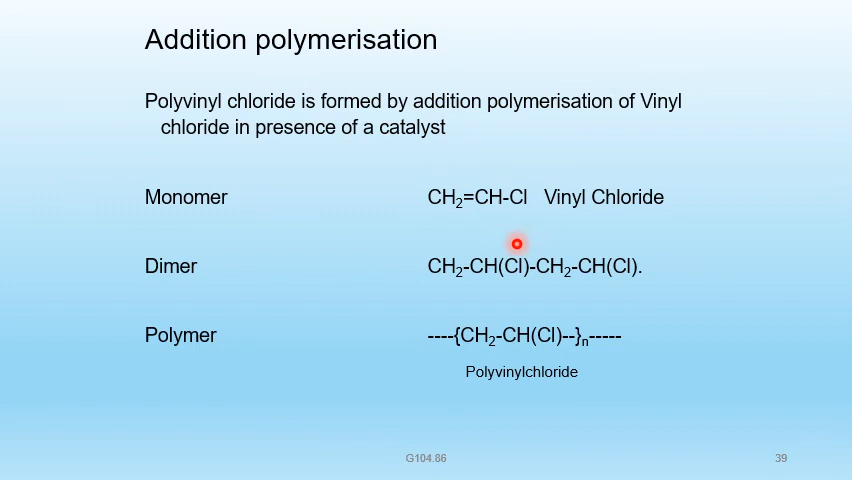 Addition polymerisation
Polyvinyl chloride is formed by addition polymerisation of Vinyl
chloride in presence of a catalyst
Monomer CH₂=CH-Cl Vinyl Chloride
Dimer CH₂-CH(Cl)-CH₂-CH(Cl).
Polymer ----{CH₂-CH(Cl)--}ₙ-----
Polyvinylchloride
G104.86 39